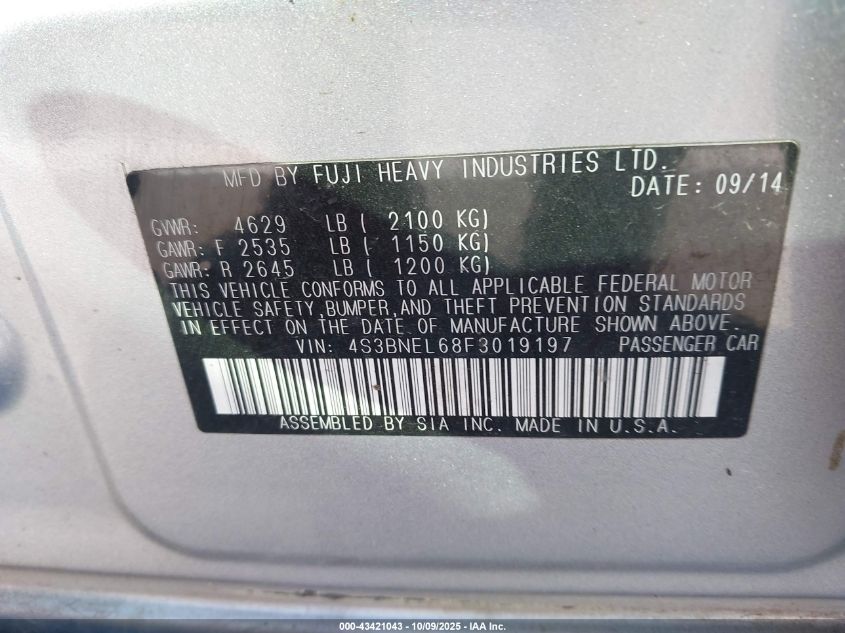 MFD BY FUJI HEAVY INDUSTRIES LTD.
DATE: 09/14
GVWR: 4629 LB ( 2100 KG)
GAWR: F 2535 LB ( 1150 KG)
GAWR: R 2645 LB ( 1200 KG)
THIS VEHICLE CONFORMS TO ALL APPLICABLE FEDERAL MOTOR
VEHICLE SAFETY,BUMPER,AND THEFT PREVENTION STANDARDS
IN EFFECT ON THE DATE OF MANUFACTURE SHOWN ABOVE.
VIN: 4S3BNEL68F3019197 PASSENGER CAR
ASSEMBLED BY SIA INC. MADE IN U.S.A.
000-43421043 - 10/09/2025 - IAA Inc.